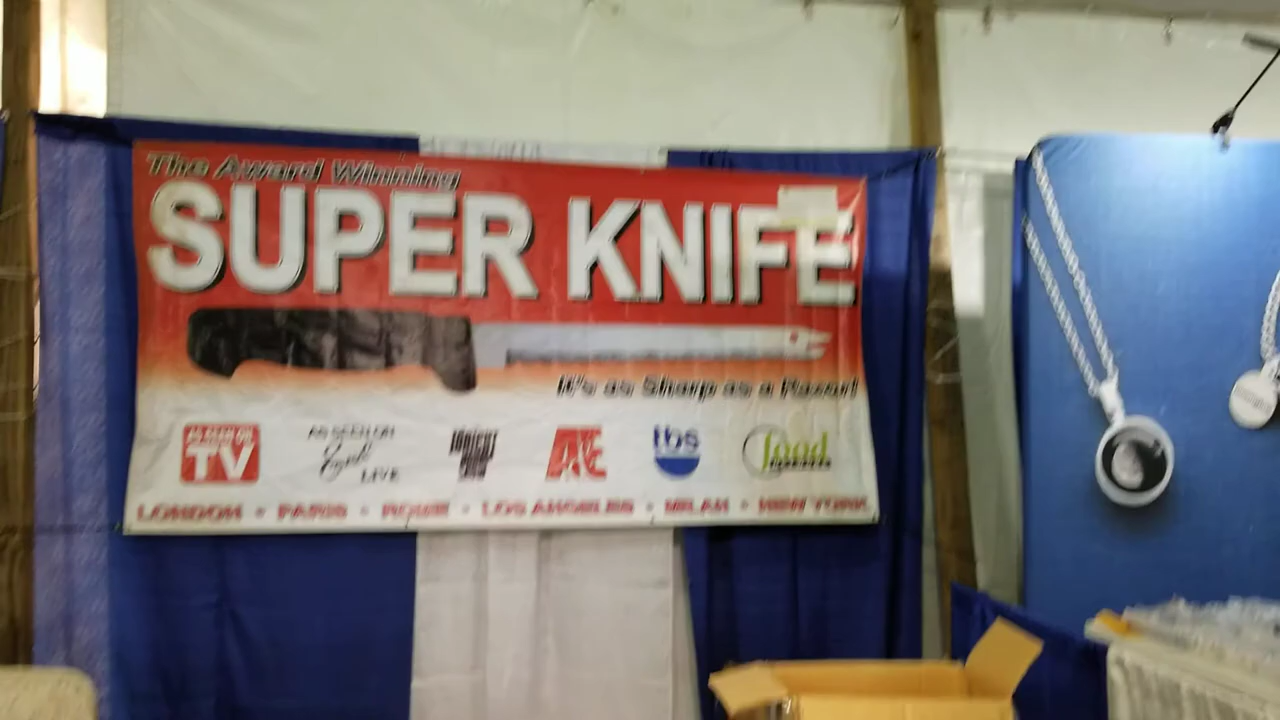 The Award Winning
SUPER KNIFE
It's as Sharp as a Razor!
AS SEEN ON
TV
AS SEEN ON
LIVE
A&E
tbs
food
LONDON • PARIS • ROME • LOS ANGELES • MILAN • NEW YORK